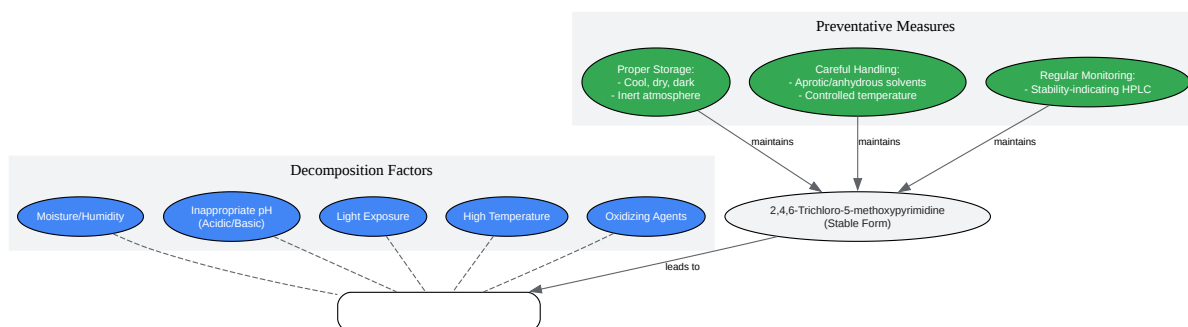 Preventative Measures
Proper Storage:
- Cool, dry, dark
- Inert atmosphere
Careful Handling:
- Aprotic/anhydrous solvents
- Controlled temperature
Regular Monitoring:
- Stability-indicating HPLC
maintains
maintains
maintains
Decomposition Factors
Moisture/Humidity
Inappropriate pH
(Acidic/Basic)
Light Exposure
High Temperature
Oxidizing Agents
2,4,6-Trichloro-5-methoxypyrimidine
(Stable Form)
leads to